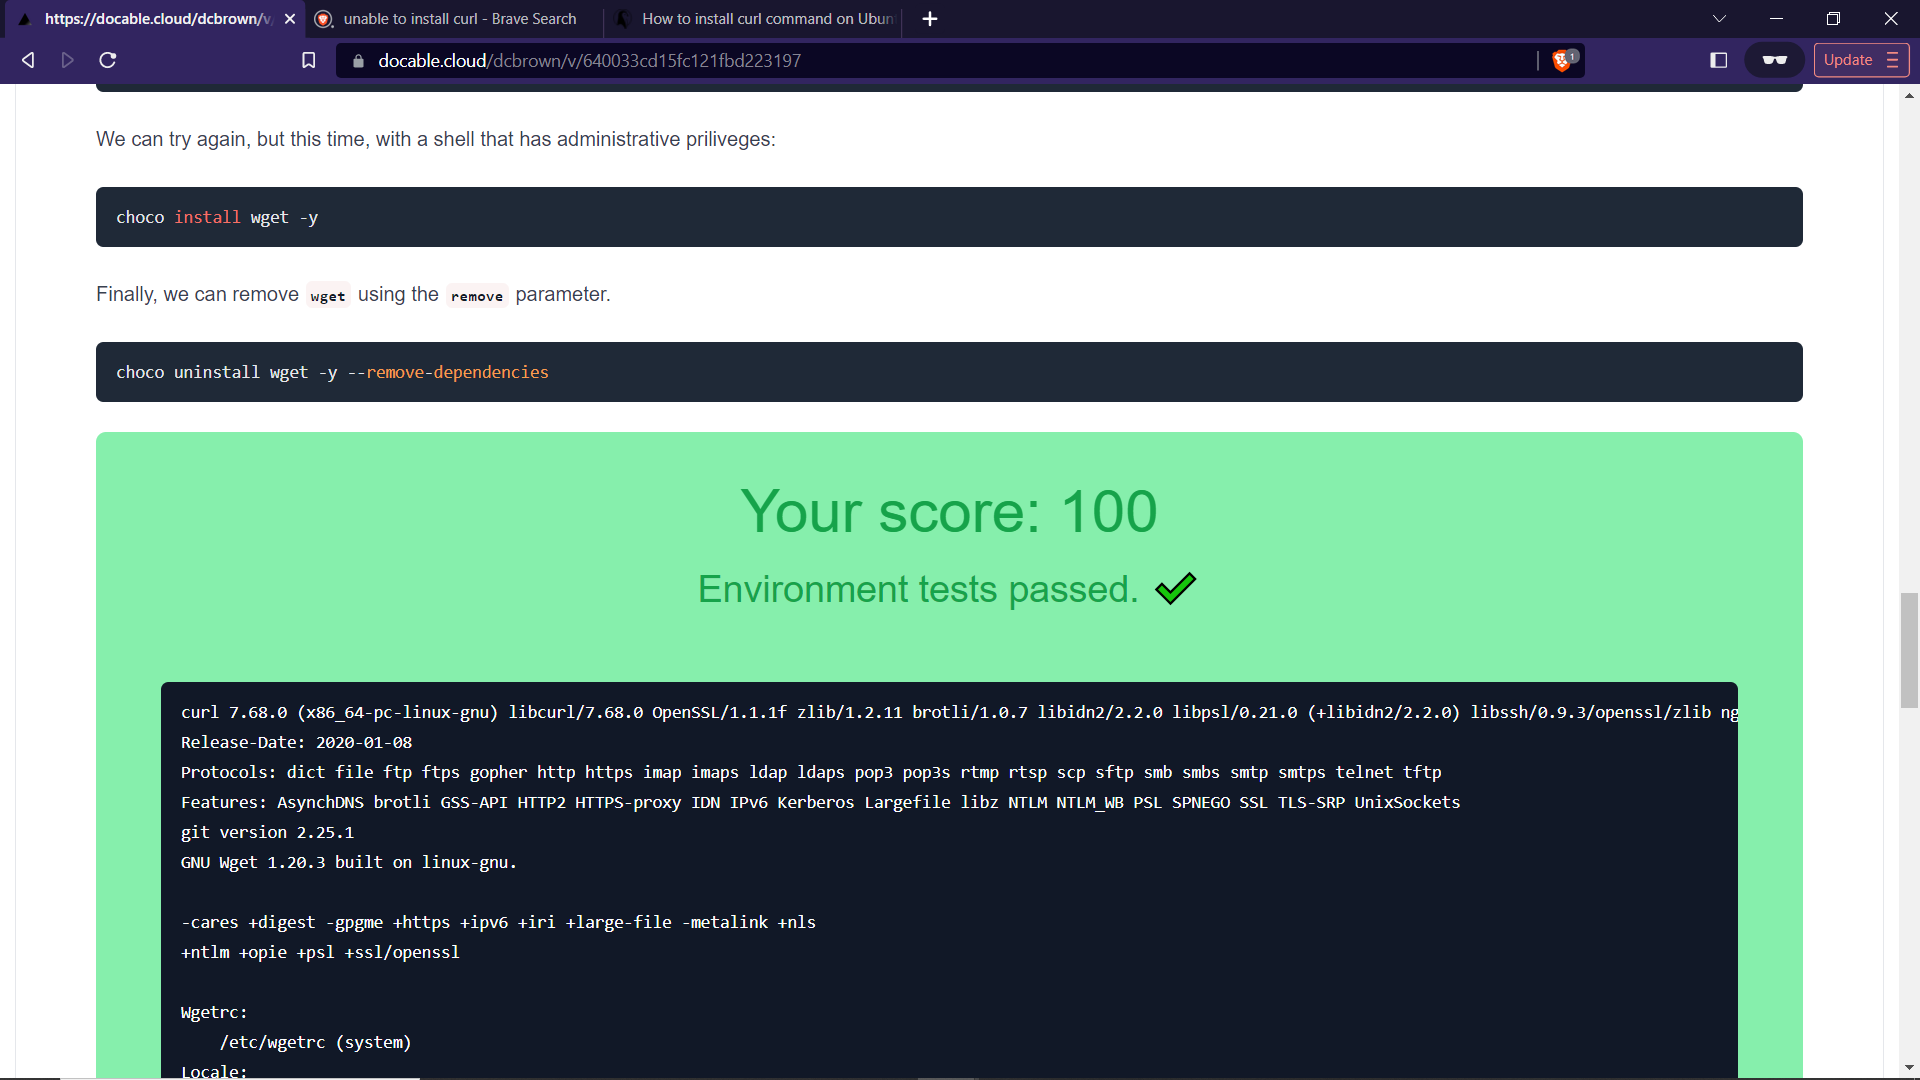 https://docable.cloud/dcbrown/v/
unable to install curl - Brave Search
How to install curl command on Ubun
docable.cloud/dcbrown/v/640033cd15fc121fbd223197
1
Update
We can try again, but this time, with a shell that has administrative priliveges:
choco install wget -y
Finally, we can remove wget using the remove parameter.
choco uninstall wget -y --remove-dependencies
Your score: 100
Environment tests passed.
curl 7.68.0 (x86_64-pc-linux-gnu) libcurl/7.68.0 OpenSSL/1.1.1f zlib/1.2.11 brotli/1.0.7 libidn2/2.2.0 libpsl/0.21.0 (+libidn2/2.2.0) libssh/0.9.3/openssl/zlib ng
Release-Date: 2020-01-08
Protocols: dict file ftp ftps gopher http https imap imaps ldap ldaps pop3 pop3s rtmp rtsp scp sftp smb smbs smtp smtps telnet tftp
Features: AsynchDNS brotli GSS-API HTTP2 HTTPS-proxy IDN IPv6 Kerberos Largefile libz NTLM NTLM_WB PSL SPNEGO SSL TLS-SRP UnixSockets
git version 2.25.1
GNU Wget 1.20.3 built on linux-gnu.
-cares +digest -gpgme +https +ipv6 +iri +large-file -metalink +nls
+ntlm +opie +psl +ssl/openssl
Wgetrc:
/etc/wgetrc (system)
Locale: